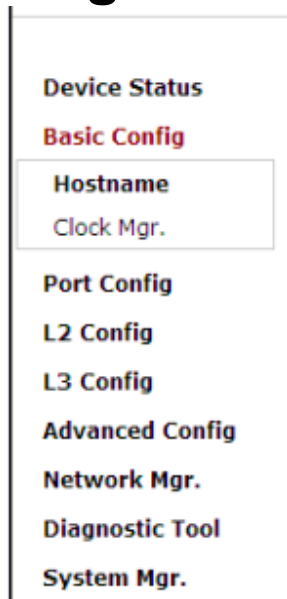 Device Status
Basic Config
Hostname
Clock Mgr.
Port Config
L2 Config
L3 Config
Advanced Config
Network Mgr.
Diagnostic Tool
System Mgr.